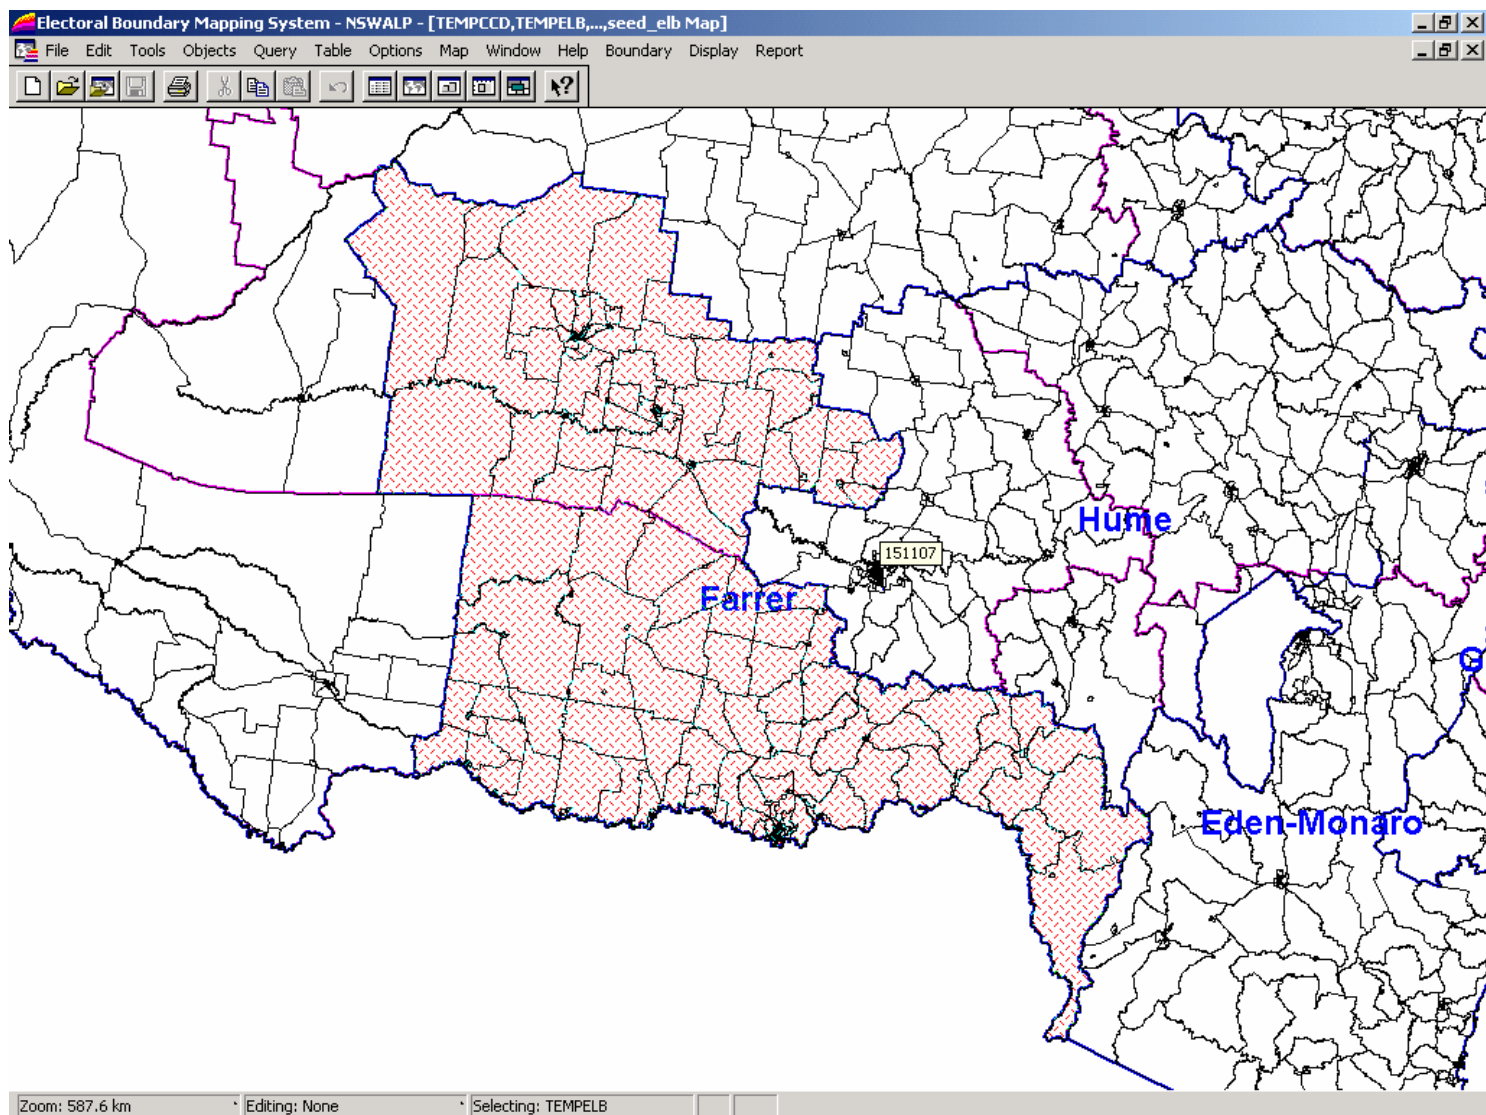 Electoral Boundary Mapping System - NSWALP - [TEMPCCD,TEMPELB,...,seed_elb Map]
File Edit Tools Objects Query Table Options Map Window Help Boundary Display Report
Hume
151107
Farrer
G
Eden-Monaro
Zoom: 587.6 km Editing: None Selecting: TEMPELB